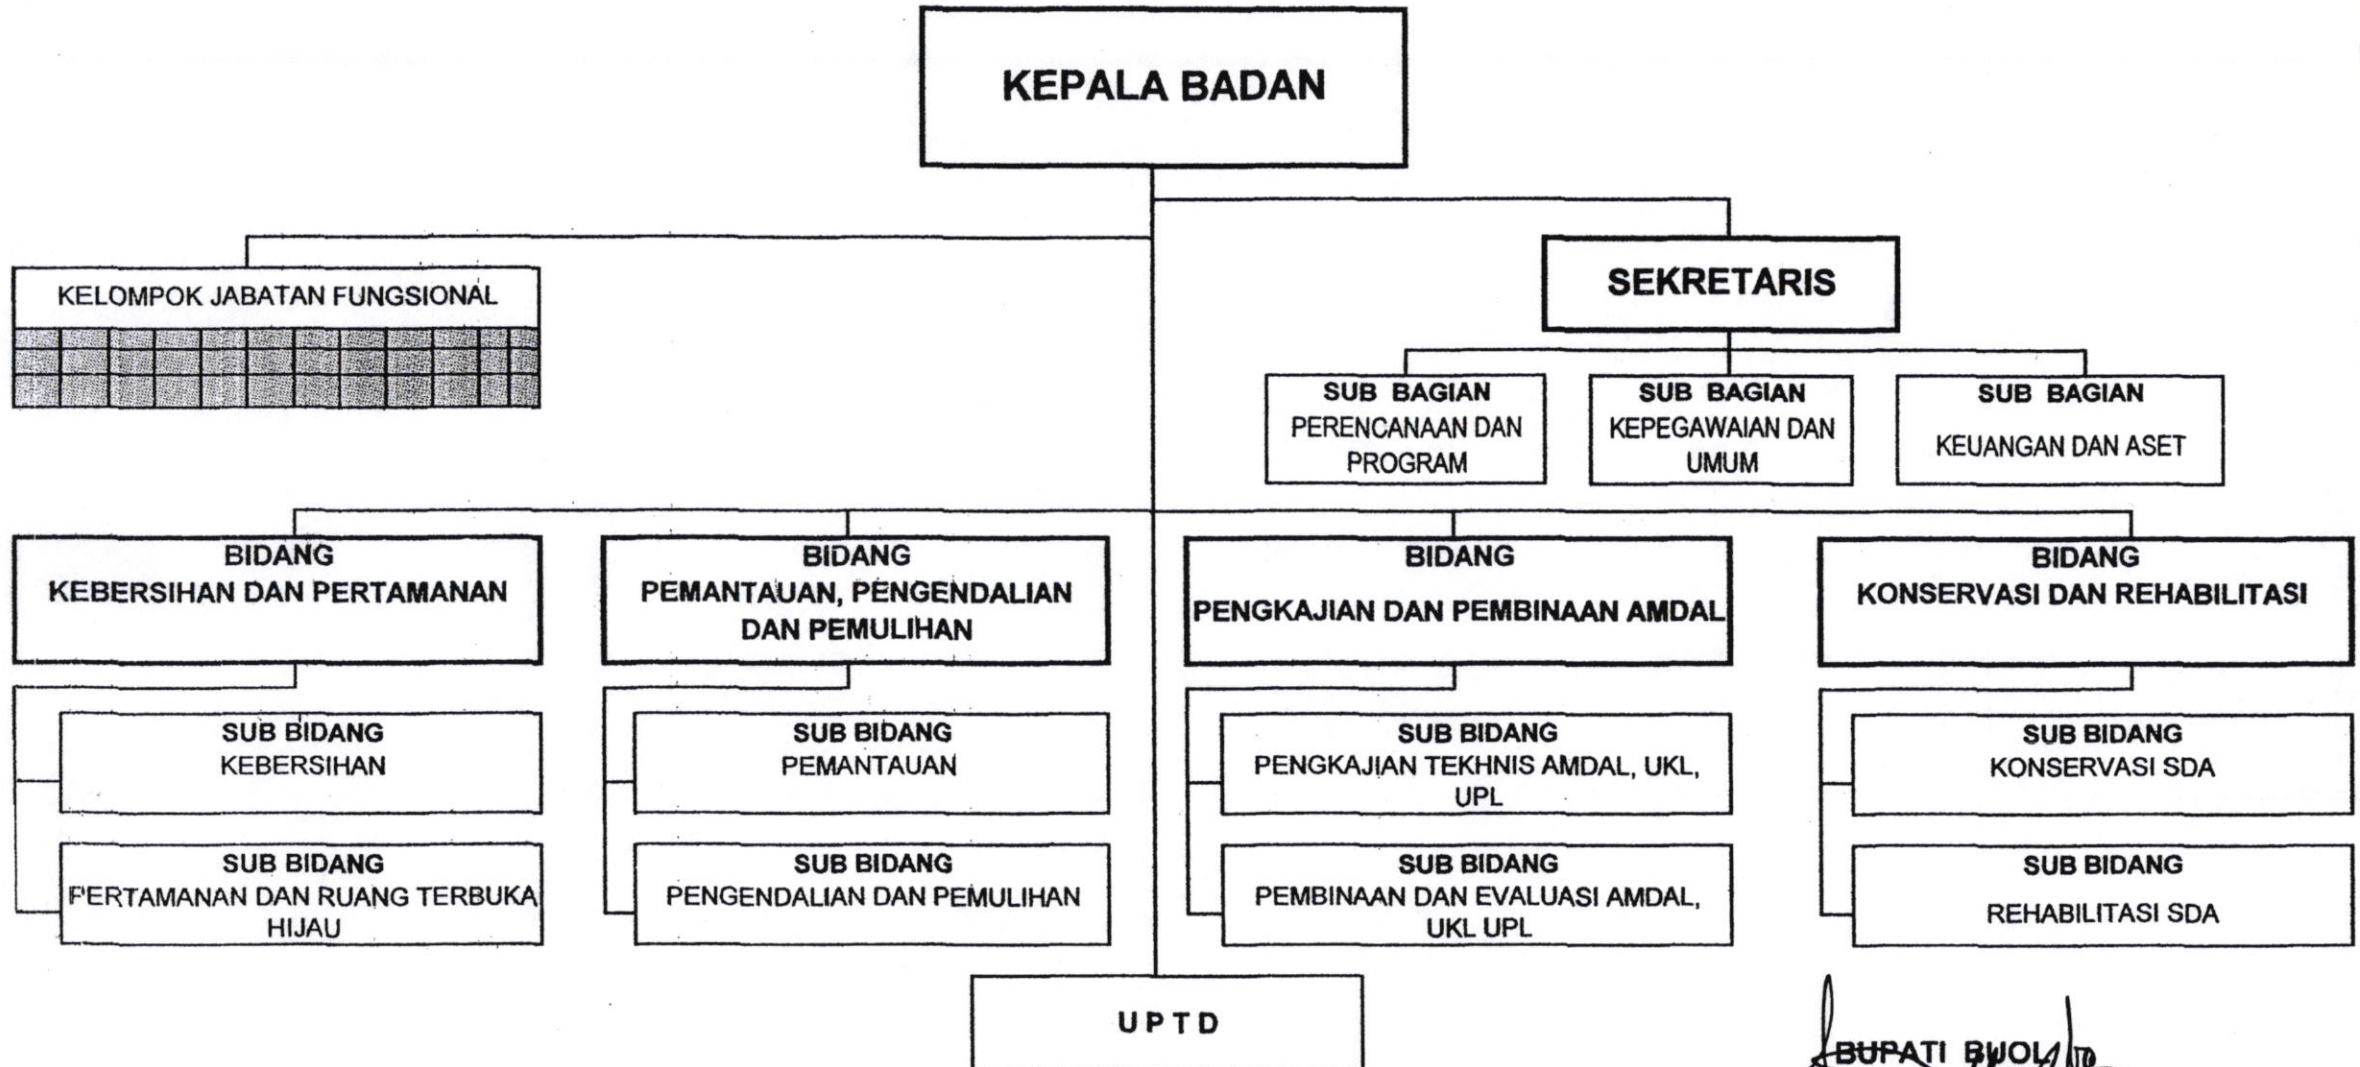 KEPALA BADAN
KELOMPOK JABATAN FUNGSIONAL
SEKRETARIS
SUB BAGIAN
PERENCANAAN DAN
PROGRAM
SUB BAGIAN
KEPEGAWAIAN DAN
UMUM
SUB BAGIAN
KEUANGAN DAN ASET
BIDANG
KEBERSIHAN DAN PERTAMANAN
BIDANG
PEMANTAUAN, PENGENDALIAN
DAN PEMULIHAN
BIDANG
PENGKAJIAN DAN PEMBINAAN AMDAL
BIDANG
KONSERVASI DAN REHABILITASI
SUB BIDANG
KEBERSIHAN
SUB BIDANG
PERTAMANAN DAN RUANG TERBUKA
HIJAU
SUB BIDANG
PEMANTAUAN
SUB BIDANG
PENGENDALIAN DAN PEMULIHAN
SUB BIDANG
PENGKAJIAN TEKHNIS AMDAL, UKL,
UPL
SUB BIDANG
PEMBINAAN DAN EVALUASI AMDAL,
UKL UPL
SUB BIDANG
KONSERVASI SDA
SUB BIDANG
REHABILITASI SDA
U P T D
BUPATI BUOL